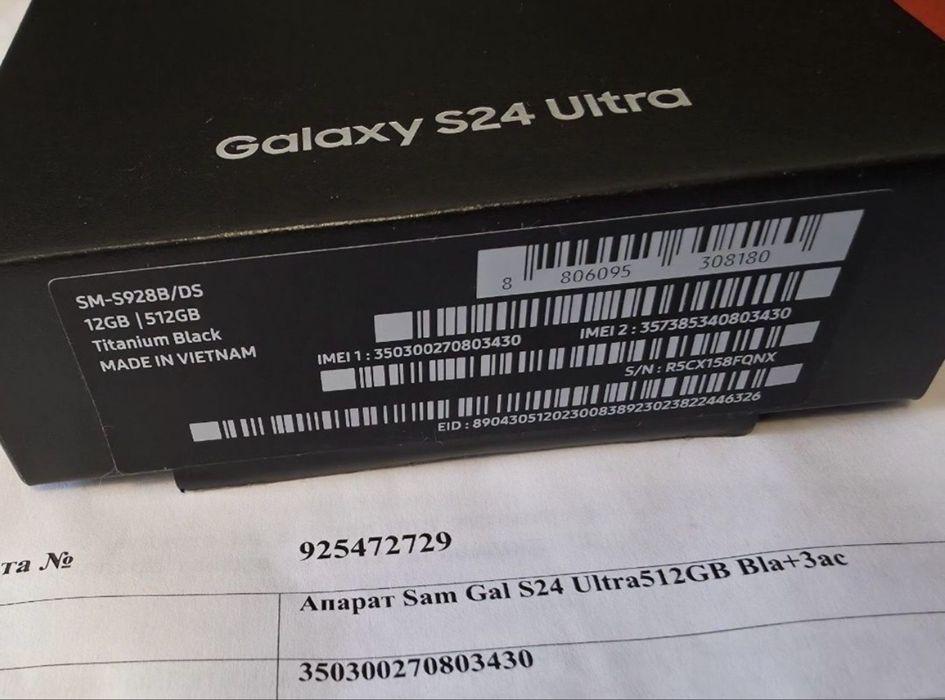 Galaxy S24 Ultra
SM-S928B/DS
12GB | 512GB
Titanium Black
MADE IN VIETNAM
8 806095 308180
IMEI 1 : 350300270803430
IMEI 2 : 357385340803430
S/N : R5CX158FQNX
EID : 89043051202300838923023822446326
та № 925472729
Апарат Sam Gal S24 Ultra512GB Bla+3ac
350300270803430